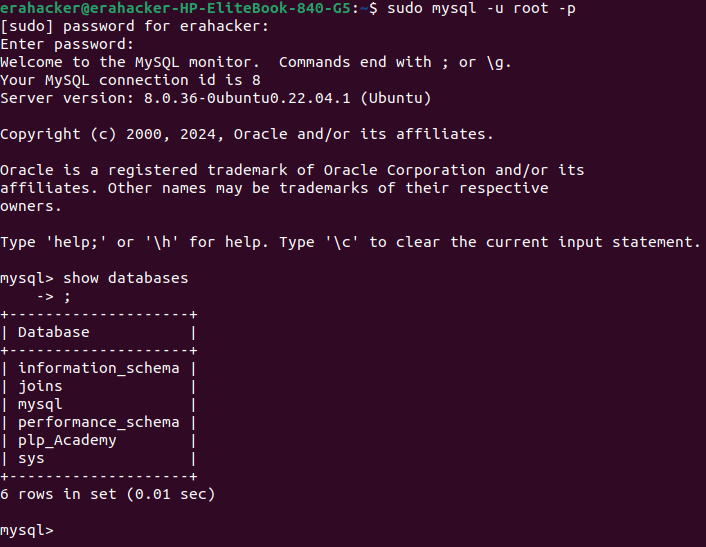 erahacker@erahacker-HP-EliteBook-840-G5:~$ sudo mysql -u root -p
[sudo] password for erahacker:
Enter password:
Welcome to the MySQL monitor.  Commands end with ; or \g.
Your MySQL connection id is 8
Server version: 8.0.36-0ubuntu0.22.04.1 (Ubuntu)

Copyright (c) 2000, 2024, Oracle and/or its affiliates.

Oracle is a registered trademark of Oracle Corporation and/or its
affiliates. Other names may be trademarks of their respective
owners.

Type 'help;' or '\h' for help. Type '\c' to clear the current input statement.

mysql> show databases
    -> ;
+--------------------+
| Database           |
+--------------------+
| information_schema |
| joins              |
| mysql              |
| performance_schema |
| plp_Academy        |
| sys                |
+--------------------+
6 rows in set (0.01 sec)

mysql>